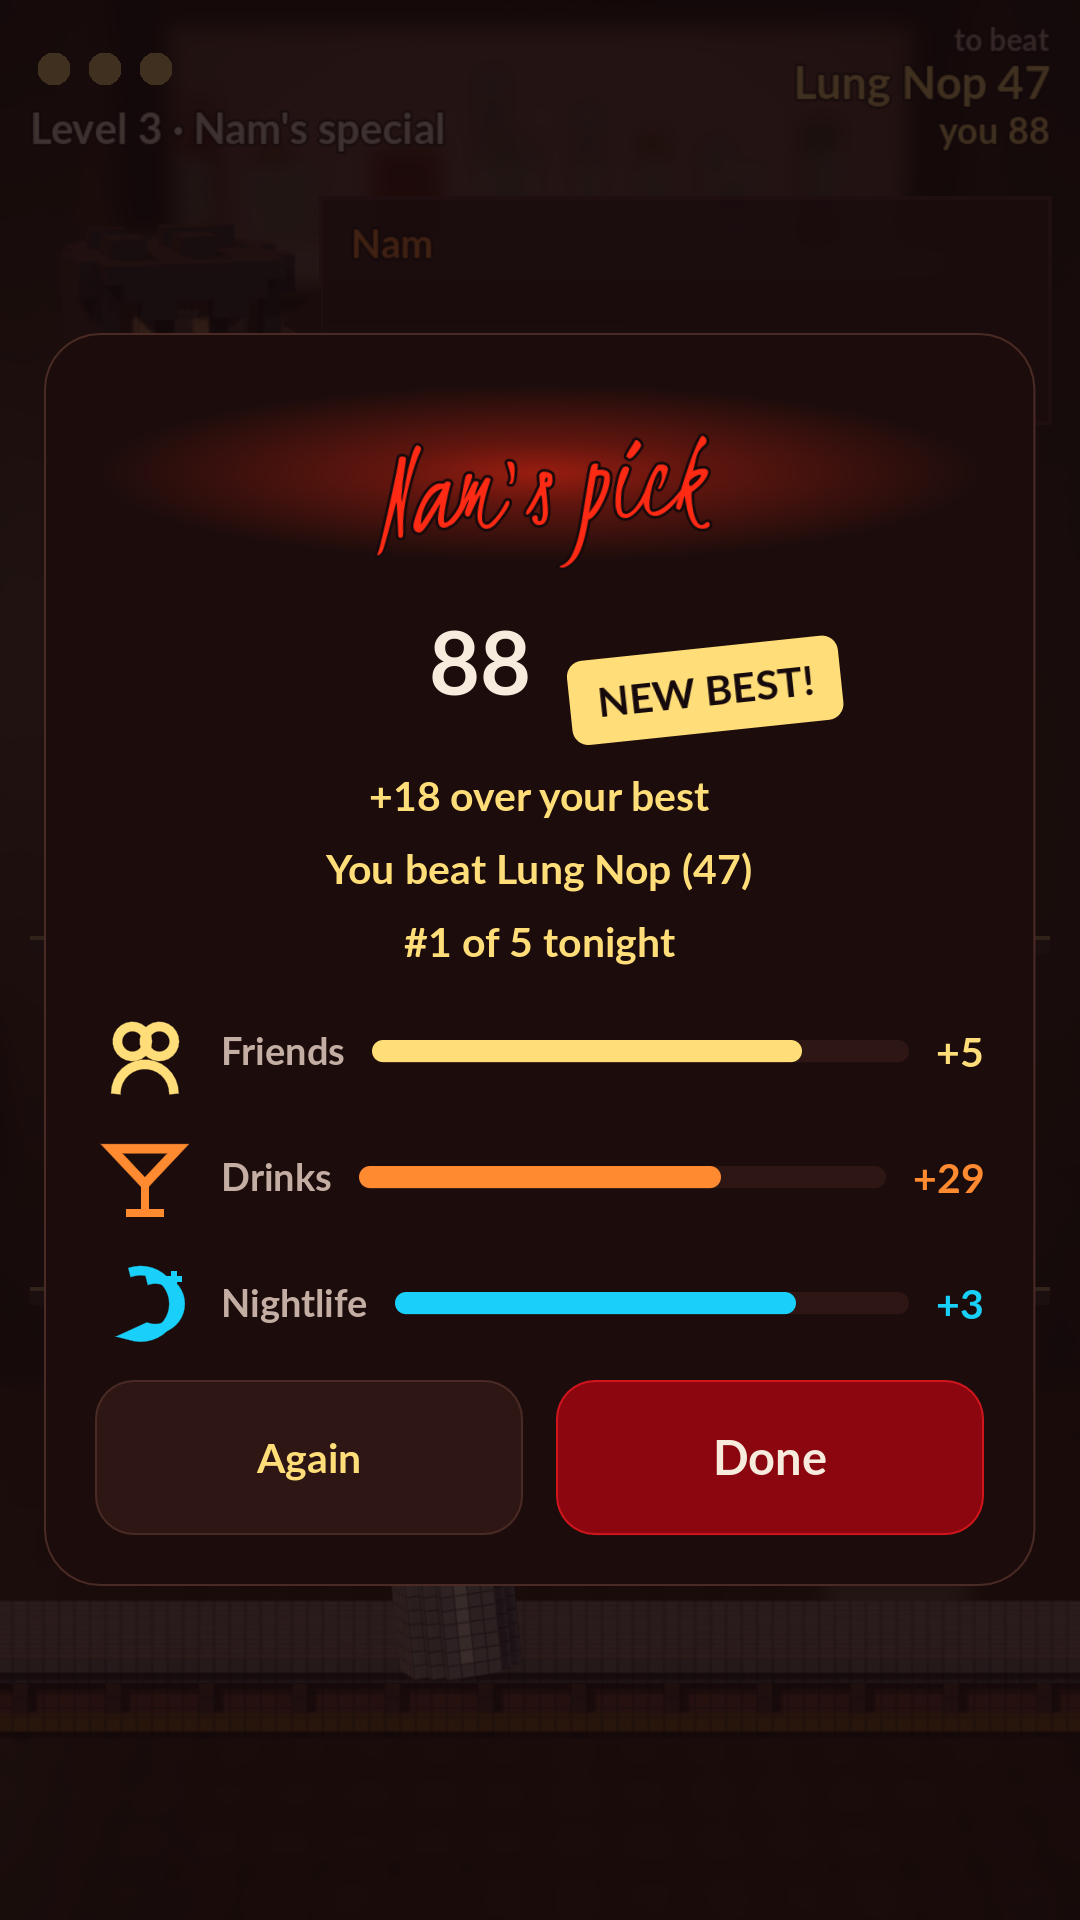 to beat
Lung Nop 47
you 88
Level 3 · Nam's special
Nam
Nam's pick
88
NEW BEST!
+18 over your best
You beat Lung Nop (47)
#1 of 5 tonight
Friends +5
Drinks +29
Nightlife +3
Again
Done